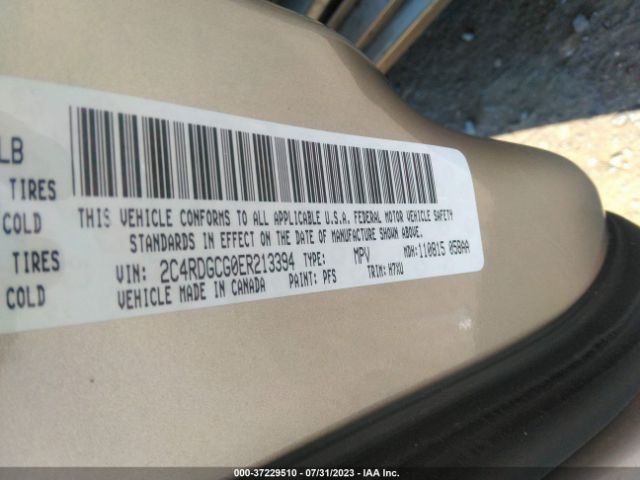 LB
TIRES
COLD
TIRES
COLD
THIS VEHICLE CONFORMS TO ALL APPLICABLE U.S.A. FEDERAL MOTOR VEHICLE SAFETY
STANDARDS IN EFFECT ON THE DATE OF MANUFACTURE SHOWN ABOVE.
VIN: 2C4RDGCG0ER213394 TYPE: MPV MDH:110815 058AA
VEHICLE MADE IN CANADA PAINT: PFS TRIM: H7XU
000-37229510 / 07/31/2023 - IAA Inc.